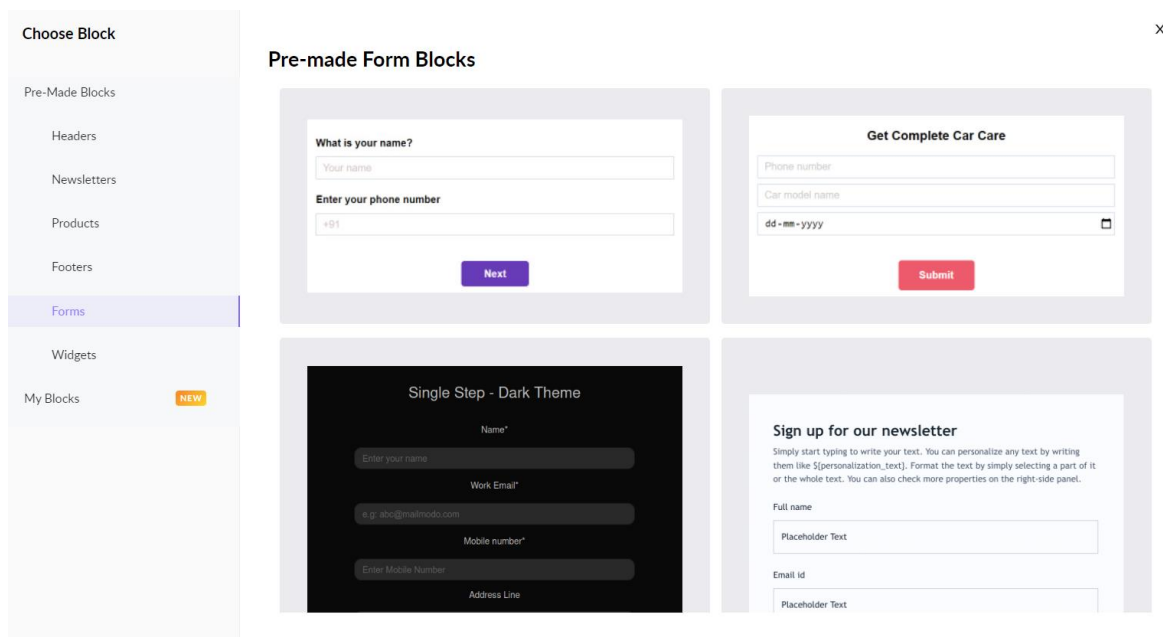 Choose Block
X
Pre-made Form Blocks
Pre-Made Blocks
Headers
Newsletters
Products
Footers
Forms
Widgets
My Blocks
NEW
What is your name?
Your name
Enter your phone number
+91
Next
Get Complete Car Care
Phone number
Car model name
dd-mm-yyyy
Submit
Single Step - Dark Theme
Name*
Enter your name
Work Email*
e.g: abc@mailmodo.com
Mobile number*
Enter Mobile Number
Address Line
Sign up for our newsletter
Simply start typing to write your text. You can personalize any text by writing
them like $[personalization_text]. Format the text by simply selecting a part of it
or the whole text. You can also check more properties on the right-side panel.
Full name
Placeholder Text
Email id
Placeholder Text